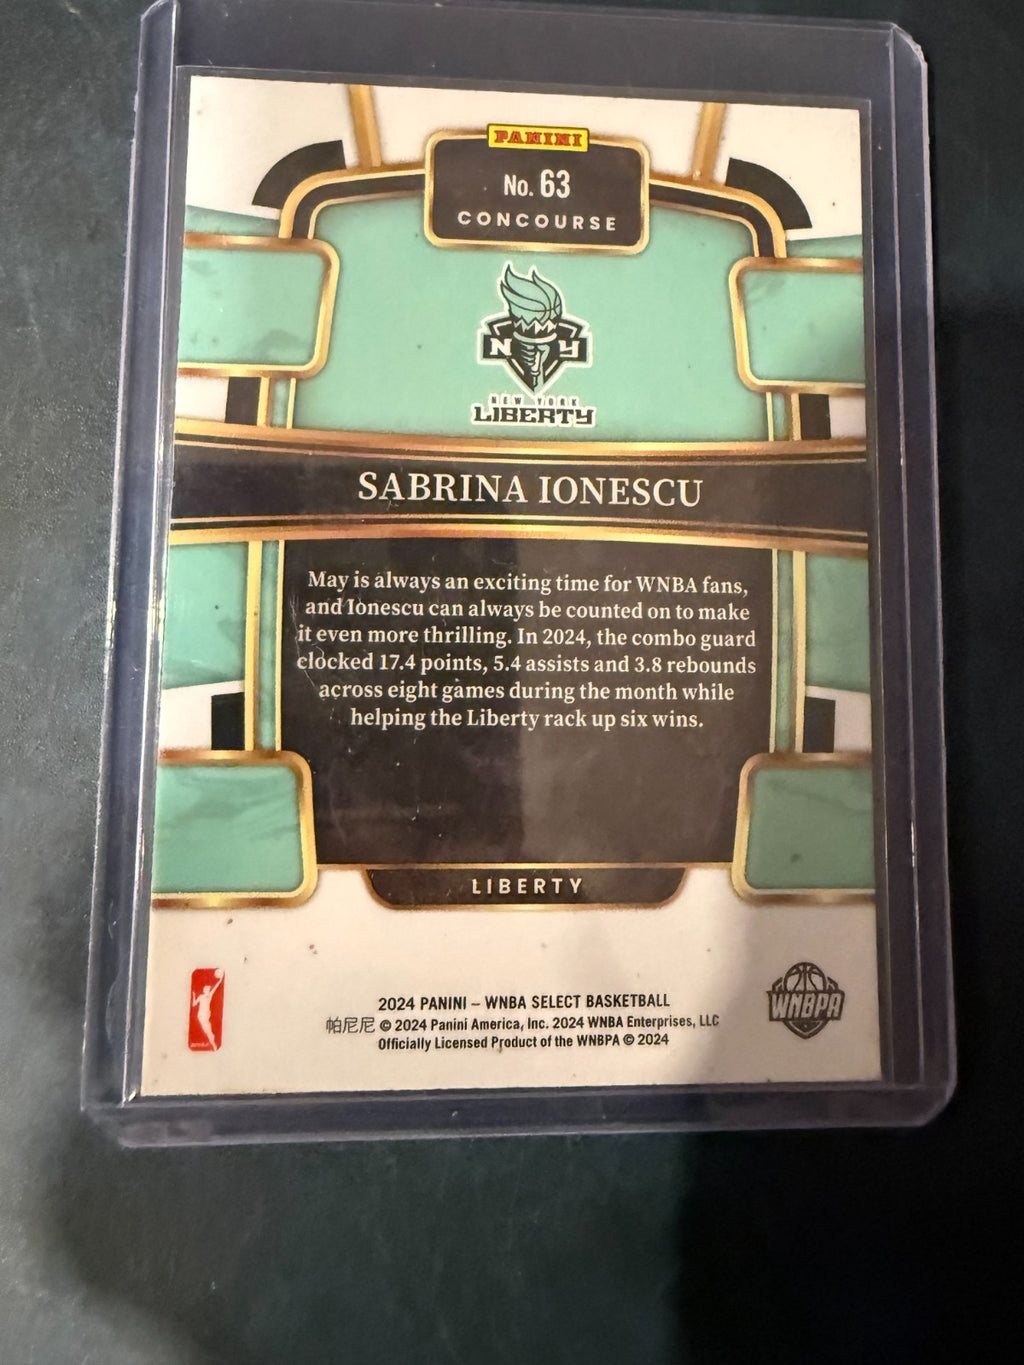 PANINI
No. 63
CONCOURSE
N Y
NEW YORK
LIBERTY
SABRINA IONESCU
May is always an exciting time for WNBA fans,
and Ionescu can always be counted on to make
it even more thrilling. In 2024, the combo guard
clocked 17.4 points, 5.4 assists and 3.8 rebounds
across eight games during the month while
helping the Liberty rack up six wins.
LIBERTY
WNBPA
2024 PANINI – WNBA SELECT BASKETBALL
帕尼尼 © 2024 Panini America, Inc. 2024 WNBA Enterprises, LLC
Officially Licensed Product of the WNBPA © 2024